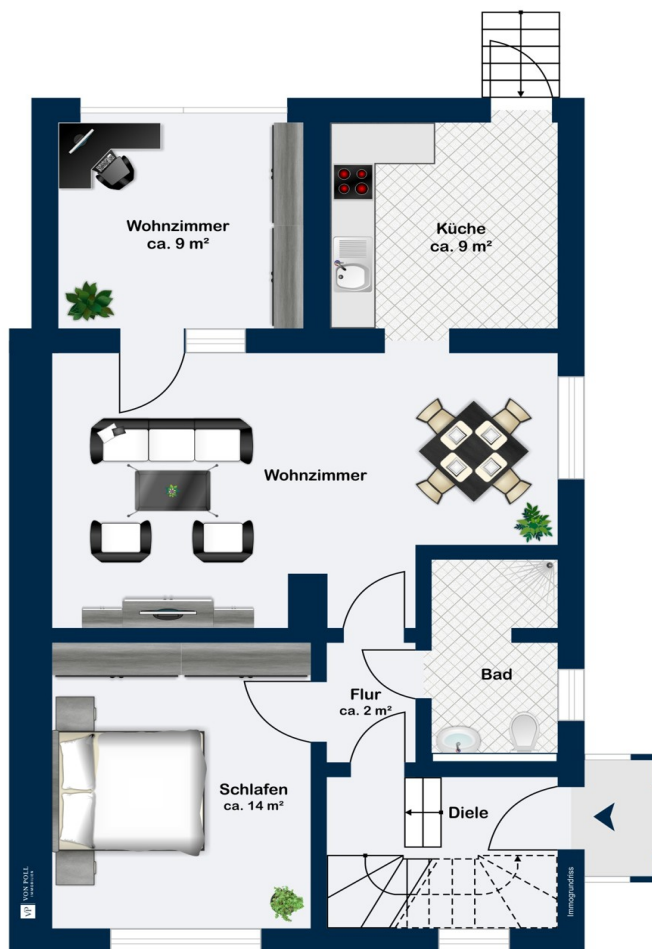 Wohnzimmer
ca. 9 m²
Küche
ca. 9 m²
Wohnzimmer
Bad
Flur
ca. 2 m²
Schlafen
ca. 14 m²
Diele
VP VON POLL
IMMOBILIEN
Immogrundriss